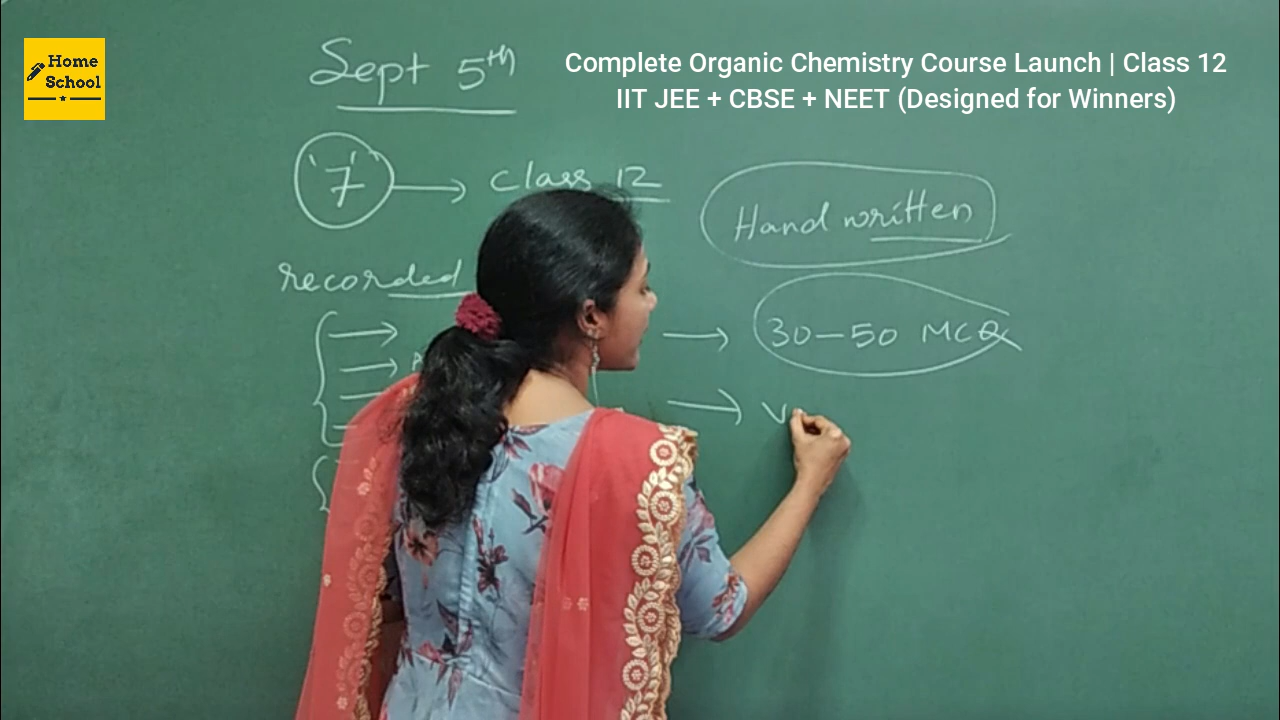 Home
School
Complete Organic Chemistry Course Launch | Class 12
IIT JEE + CBSE + NEET (Designed for Winners)
Sept 5th
'7' → class 12
Hand written
recorded
→ 30-50 MCQ
→ v